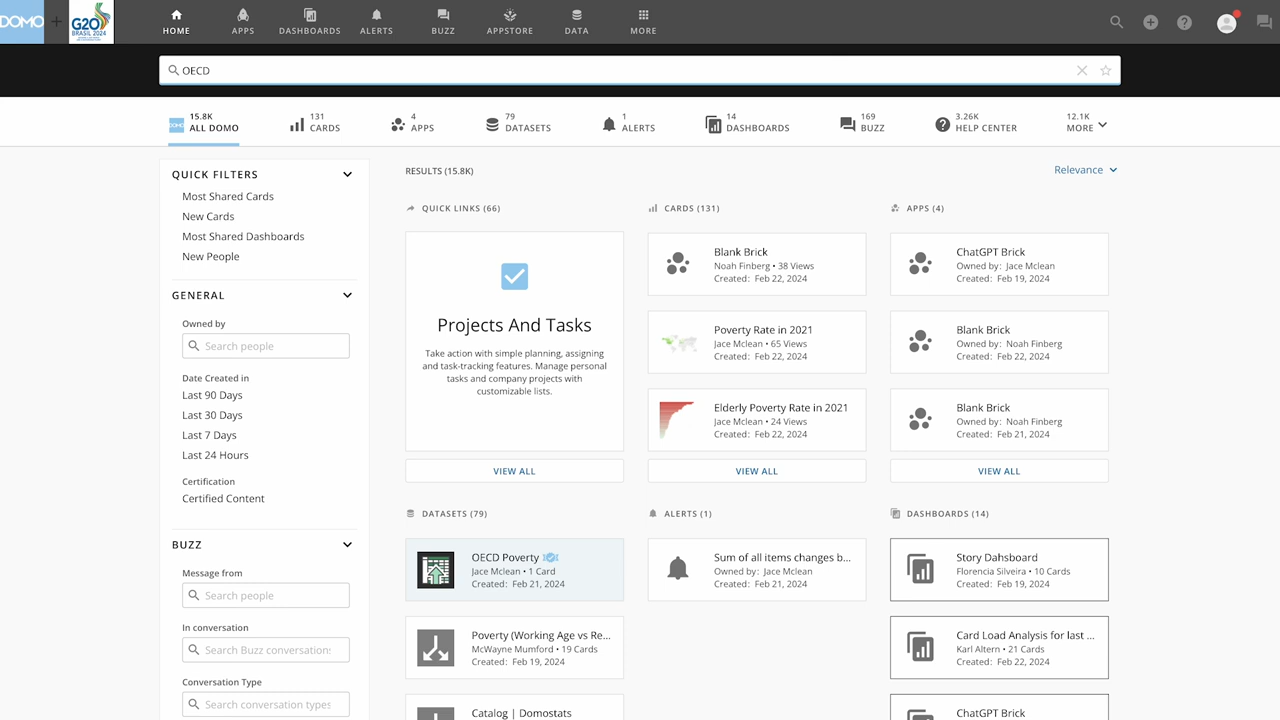 DOMO
G20
BRASIL 2024
HOME
APPS
DASHBOARDS
ALERTS
BUZZ
APPSTORE
DATA
MORE
OECD
15.8K
ALL DOMO
131
CARDS
4
APPS
79
DATASETS
1
ALERTS
14
DASHBOARDS
169
BUZZ
3.26K
HELP CENTER
12.1K
MORE
QUICK FILTERS
Most Shared Cards
New Cards
Most Shared Dashboards
New People
GENERAL
Owned by
Search people
Date Created in
Last 90 Days
Last 30 Days
Last 7 Days
Last 24 Hours
Certification
Certified Content
BUZZ
Message from
Search people
In conversation
Search Buzz conversations
Conversation Type
Search conversation types
RESULTS (15.8K)
Relevance
QUICK LINKS (66)
Projects And Tasks
Take action with simple planning, assigning
and task-tracking features. Manage personal
tasks and company projects with
customizable lists.
VIEW ALL
CARDS (131)
Blank Brick
Noah Finberg • 38 Views
Created: Feb 22, 2024
Poverty Rate in 2021
Jace Mclean • 65 Views
Created: Feb 22, 2024
Elderly Poverty Rate in 2021
Jace Mclean • 24 Views
Created: Feb 22, 2024
VIEW ALL
APPS (4)
ChatGPT Brick
Owned by: Jace Mclean
Created: Feb 19, 2024
Blank Brick
Owned by: Noah Finberg
Created: Feb 22, 2024
Blank Brick
Owned by: Noah Finberg
Created: Feb 21, 2024
VIEW ALL
DATASETS (79)
OECD Poverty
Jace Mclean • 1 Card
Created: Feb 21, 2024
Poverty (Working Age vs Re...
McWayne Mumford • 19 Cards
Created: Feb 19, 2024
Catalog | Domostats
ALERTS (1)
Sum of all items changes b...
Owned by: Jace Mclean
Created: Feb 21, 2024
DASHBOARDS (14)
Story Dahsboard
Florencia Silveira • 10 Cards
Created: Feb 19, 2024
Card Load Analysis for last ...
Karl Altern • 21 Cards
Created: Feb 22, 2024
ChatGPT Brick